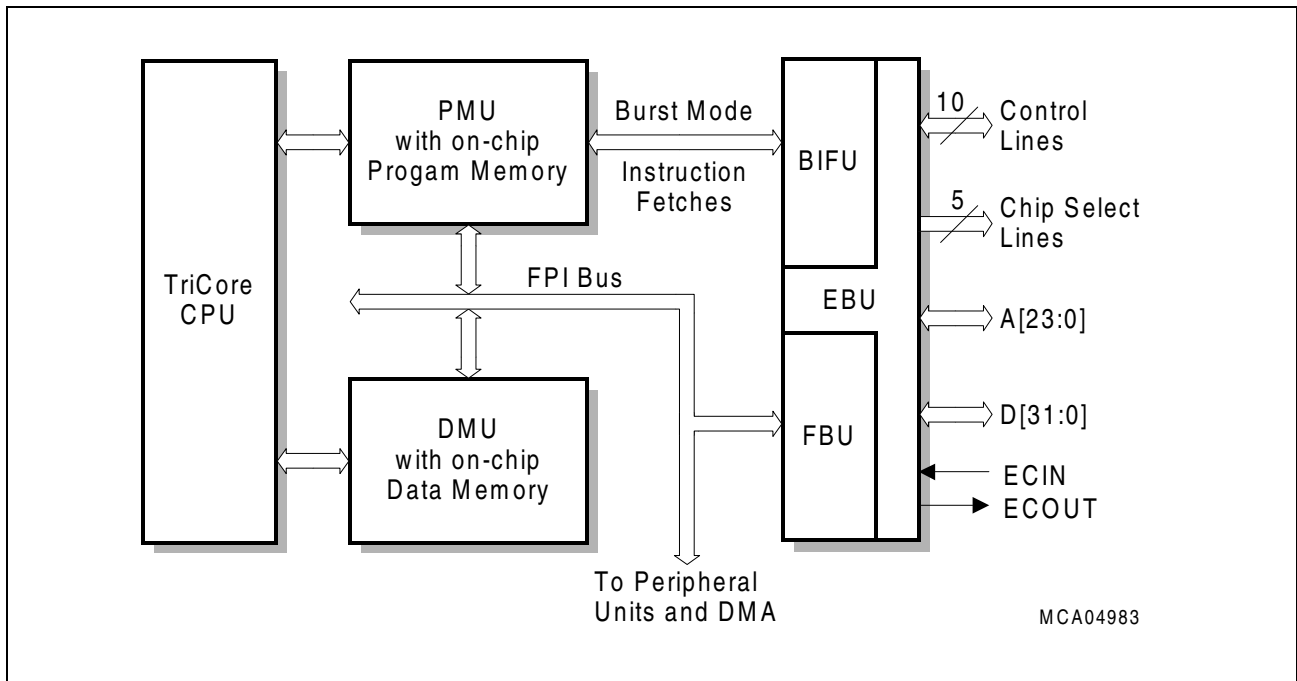 TriCore
CPU
PMU
with on-chip
Progam Memory
Burst Mode
Instruction
Fetches
FPI Bus
DMU
with on-chip
Data Memory
To Peripheral
Units and DMA
BIFU
EBU
FBU
10
Control
Lines
5
Chip Select
Lines
A[23:0]
D[31:0]
ECIN
ECOUT
MCA04983